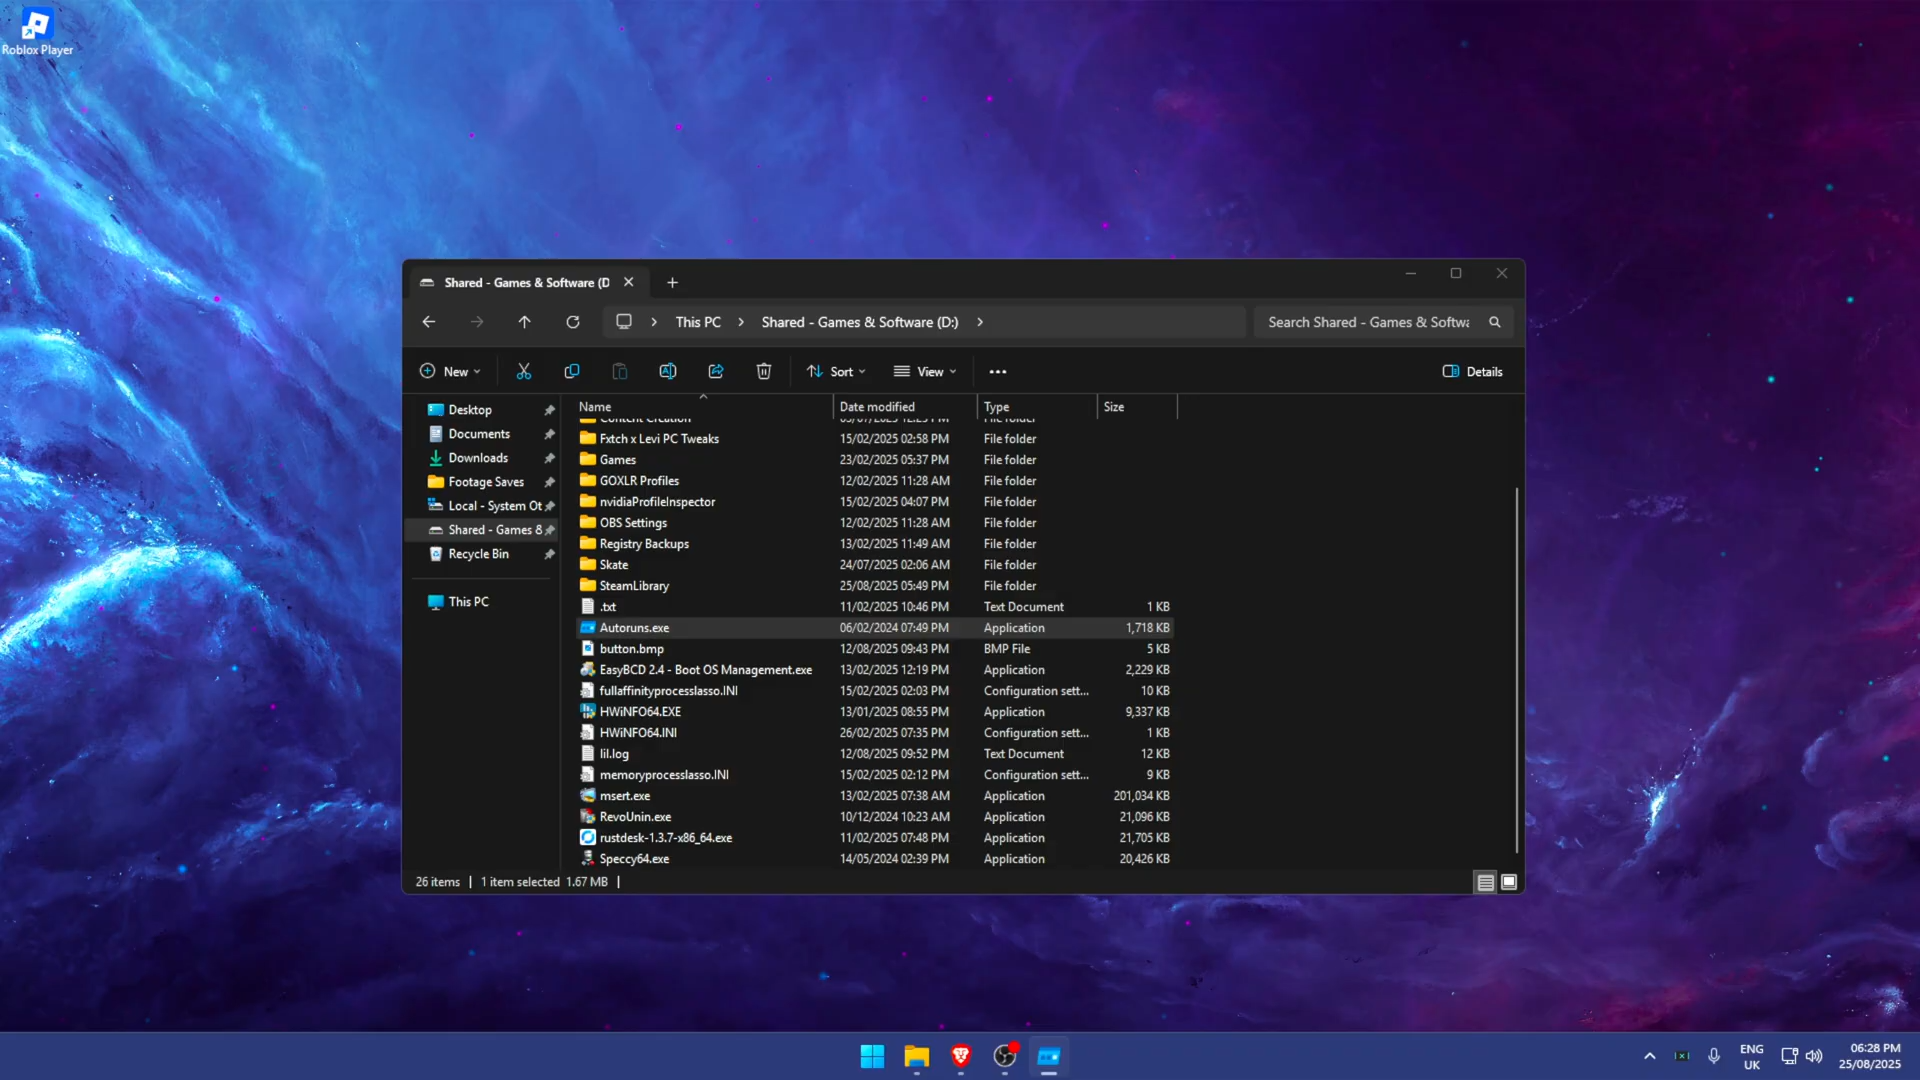 Roblox Player
Shared - Games & Software (D
This PC
Shared - Games & Software (D:)
Search Shared - Games & Softwa
New
Sort
View
Details
Desktop
Documents
Downloads
Footage Saves
Local - System Ot
Shared - Games &
Recycle Bin
This PC
Name Date modified Type Size
Content Creation File folder
Fxtch x Levi PC Tweaks 15/02/2025 02:58 PM File folder
Games 23/02/2025 05:37 PM File folder
GOXLR Profiles 12/02/2025 11:28 AM File folder
nvidiaProfileInspector 15/02/2025 04:07 PM File folder
OBS Settings 12/02/2025 11:28 AM File folder
Registry Backups 13/02/2025 11:49 AM File folder
Skate 24/07/2025 02:06 AM File folder
SteamLibrary 25/08/2025 05:49 PM File folder
.txt 11/02/2025 10:46 PM Text Document 1 KB
Autoruns.exe 06/02/2024 07:49 PM Application 1,718 KB
button.bmp 12/08/2025 09:43 PM BMP File 5 KB
EasyBCD 2.4 - Boot OS Management.exe 13/02/2025 12:19 PM Application 2,229 KB
fullaffinityprocesslasso.INI 15/02/2025 02:03 PM Configuration sett... 10 KB
HWiNFO64.EXE 13/01/2025 08:55 PM Application 9,337 KB
HWiNFO64.INI 26/02/2025 07:35 PM Configuration sett... 1 KB
lil.log 12/08/2025 09:52 PM Text Document 12 KB
memoryprocesslasso.INI 15/02/2025 02:12 PM Configuration sett... 9 KB
msert.exe 13/02/2025 07:38 AM Application 201,034 KB
RevoUnin.exe 10/12/2024 10:23 AM Application 21,096 KB
rustdesk-1.3.7-x86_64.exe 11/02/2025 07:48 PM Application 21,705 KB
Speccy64.exe 14/05/2024 02:39 PM Application 20,426 KB
26 items 1 item selected 1.67 MB
ENG
UK
06:28 PM
25/08/2025